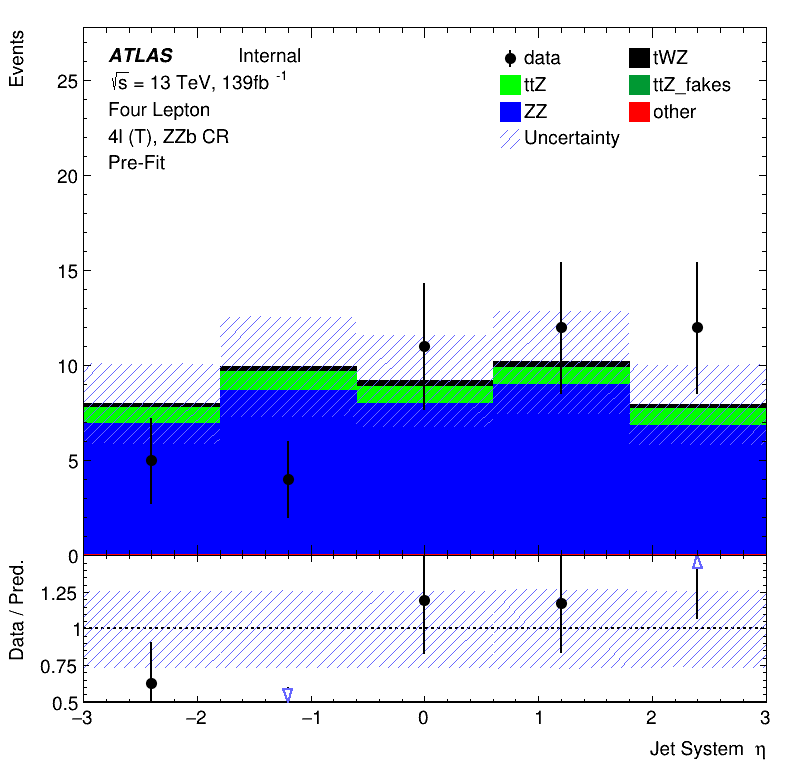 Events
ATLAS Internal
√s = 13 TeV, 139fb -1
Four Lepton
4l (T), ZZb CR
Pre-Fit
data
tWZ
ttZ
ttZ_fakes
ZZ
other
Uncertainty
25
20
15
10
5
0
Data / Pred.
1.25
1
0.75
0.5
−3 −2 −1 0 1 2 3
Jet System η